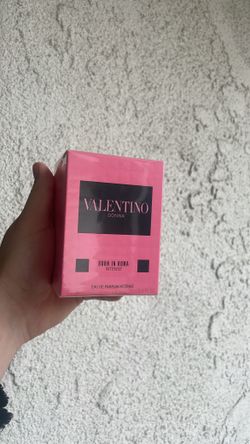 VALENTINO
DONNA
BORN IN ROMA
INTENSE
EAU DE PARFUM INTENSE